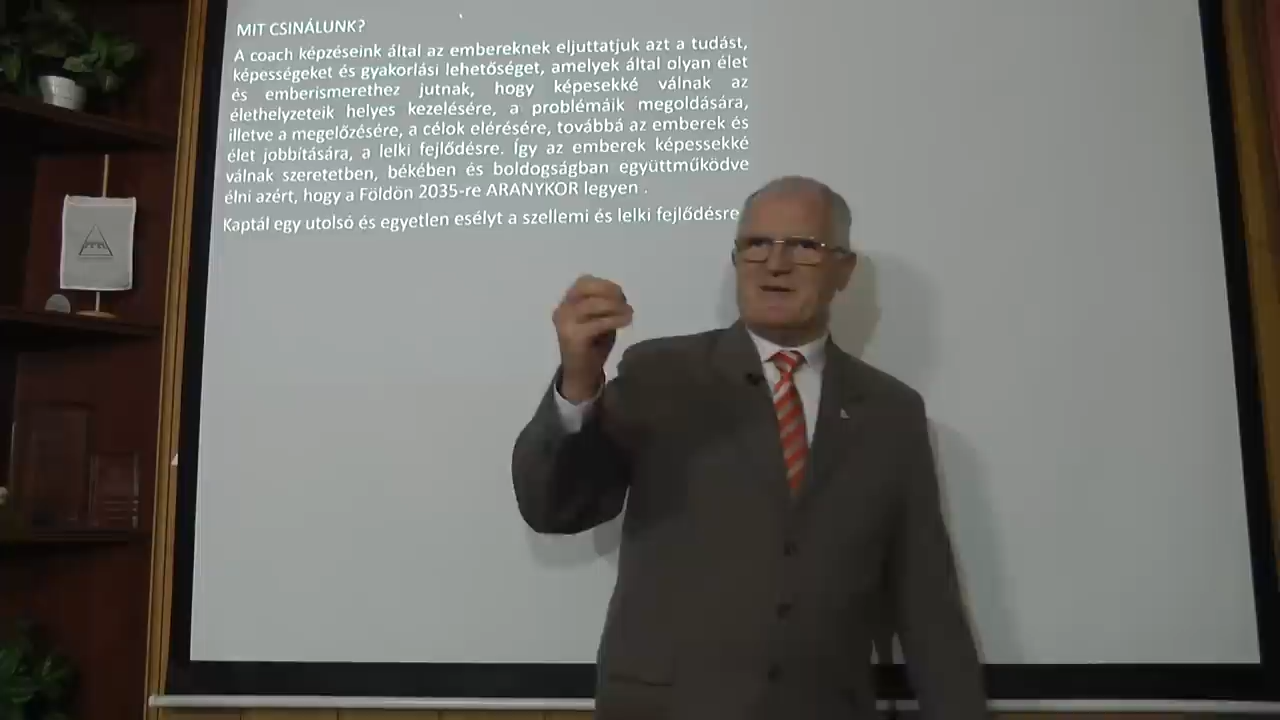 MIT CSINÁLUNK?
A coach képzéseink által az embereknek eljuttatjuk azt a tudást,
képességeket és gyakorlási lehetőséget, amelyek által olyan élet
és emberismerethez jutnak, hogy képesekké válnak az
élethelyzeteik helyes kezelésére, a problémáik megoldására,
illetve a megelőzésére, a célok elérésére, továbbá az emberek és
élet jobbítására, a lelki fejlődésre. Így az emberek képessekké
válnak szeretetben, békében és boldogságban együttműködve
élni azért, hogy a Földön 2035-re ARANYKOR legyen .
Kaptál egy utolsó és egyetlen esélyt a szellemi és lelki fejlődésre